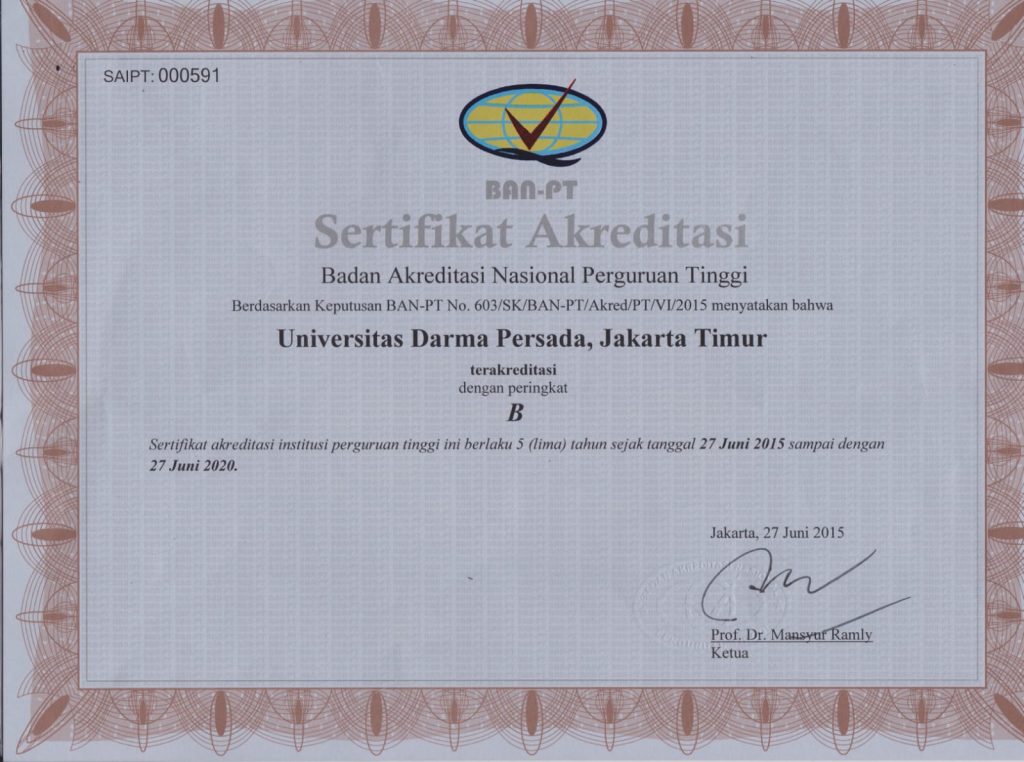 SAIPT: 000591
BAN-PT
Sertifikat Akreditasi
Badan Akreditasi Nasional Perguruan Tinggi
Berdasarkan Keputusan BAN-PT No. 603/SK/BAN-PT/Akred/PT/VI/2015 menyatakan bahwa
Universitas Darma Persada, Jakarta Timur
terakreditasi
dengan peringkat
B
Sertifikat akreditasi institusi perguruan tinggi ini berlaku 5 (lima) tahun sejak tanggal 27 Juni 2015 sampai dengan
27 Juni 2020.
Jakarta, 27 Juni 2015
Prof. Dr. Mansyur Ramly
Ketua